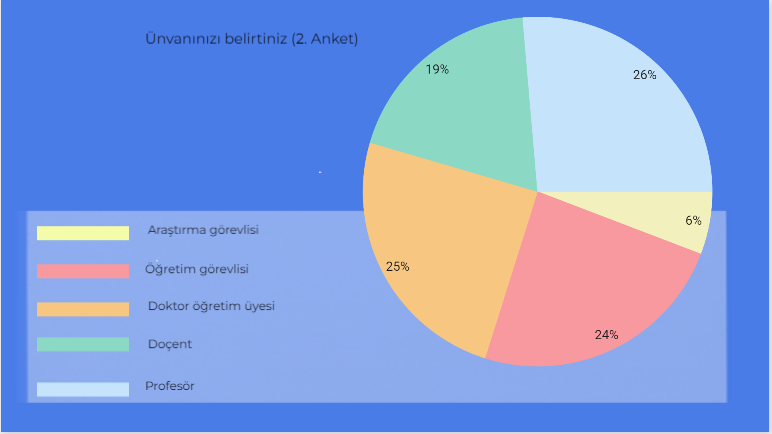 Ünvanınızı belirtiniz (2. Anket)
19%
26%
6%
25%
24%
Araştırma görevlisi
Öğretim görevlisi
Doktor öğretim üyesi
Doçent
Profesör